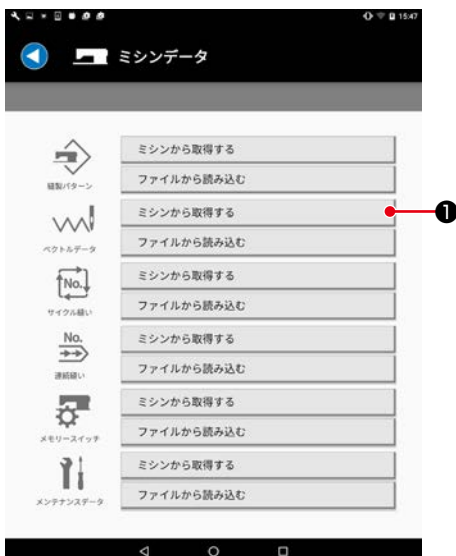 15:47
ミシンデータ
ミシンから取得する
ファイルから読み込む
縫製パターン
ミシンから取得する
❶
ファイルから読み込む
ベクトルデータ
No.
ミシンから取得する
ファイルから読み込む
サイクル縫い
No.
ミシンから取得する
ファイルから読み込む
連続縫い
ミシンから取得する
ファイルから読み込む
メモリースイッチ
ミシンから取得する
ファイルから読み込む
メンテナンスデータ